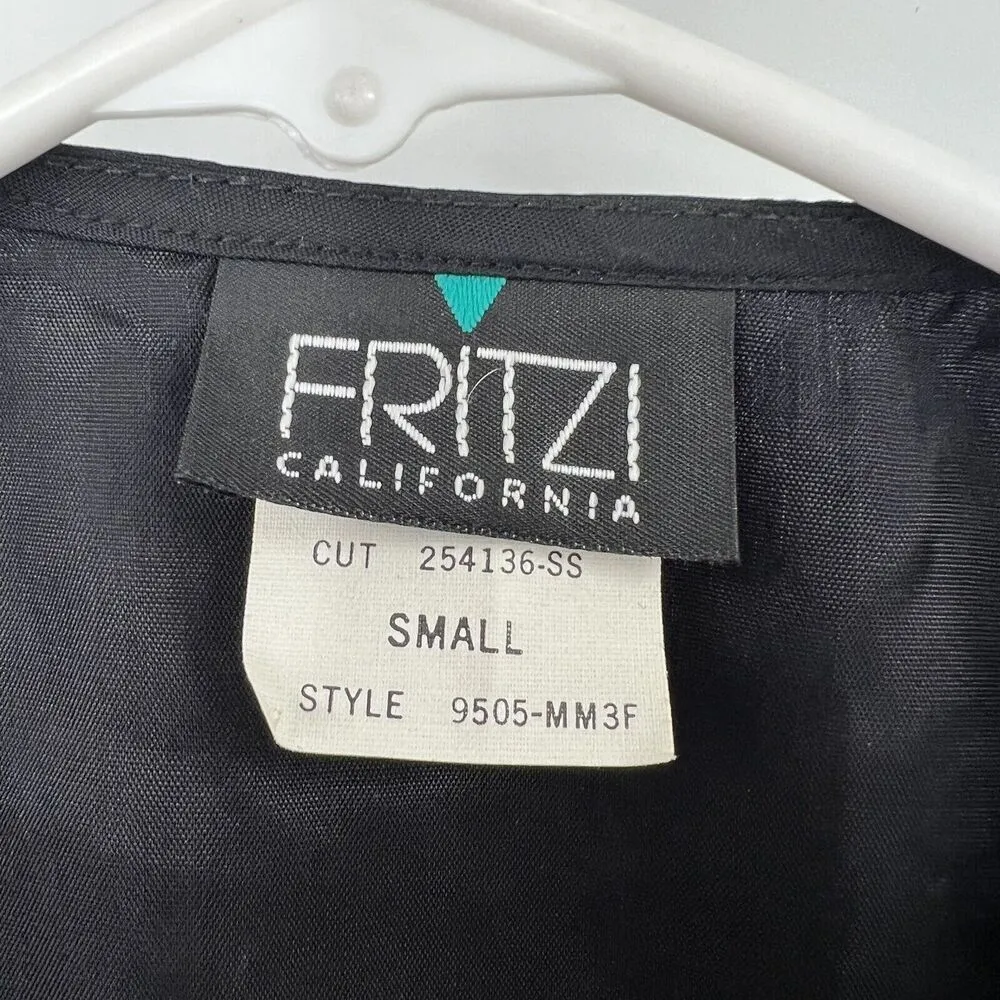 FRITZI
CALIFORNIA
CUT 254136-SS
SMALL
STYLE 9505-MM3F